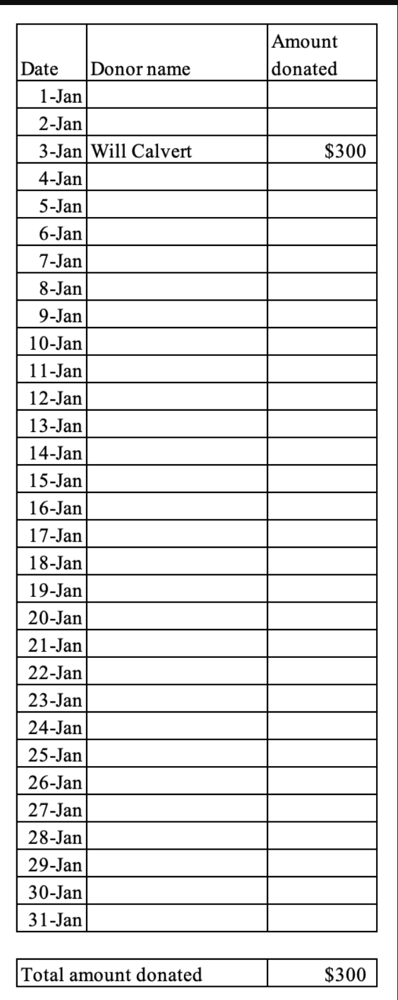 Date Donor name Amount donated
1-Jan
2-Jan
3-Jan Will Calvert $300
4-Jan
5-Jan
6-Jan
7-Jan
8-Jan
9-Jan
10-Jan
11-Jan
12-Jan
13-Jan
14-Jan
15-Jan
16-Jan
17-Jan
18-Jan
19-Jan
20-Jan
21-Jan
22-Jan
23-Jan
24-Jan
25-Jan
26-Jan
27-Jan
28-Jan
29-Jan
30-Jan
31-Jan
Total amount donated $300